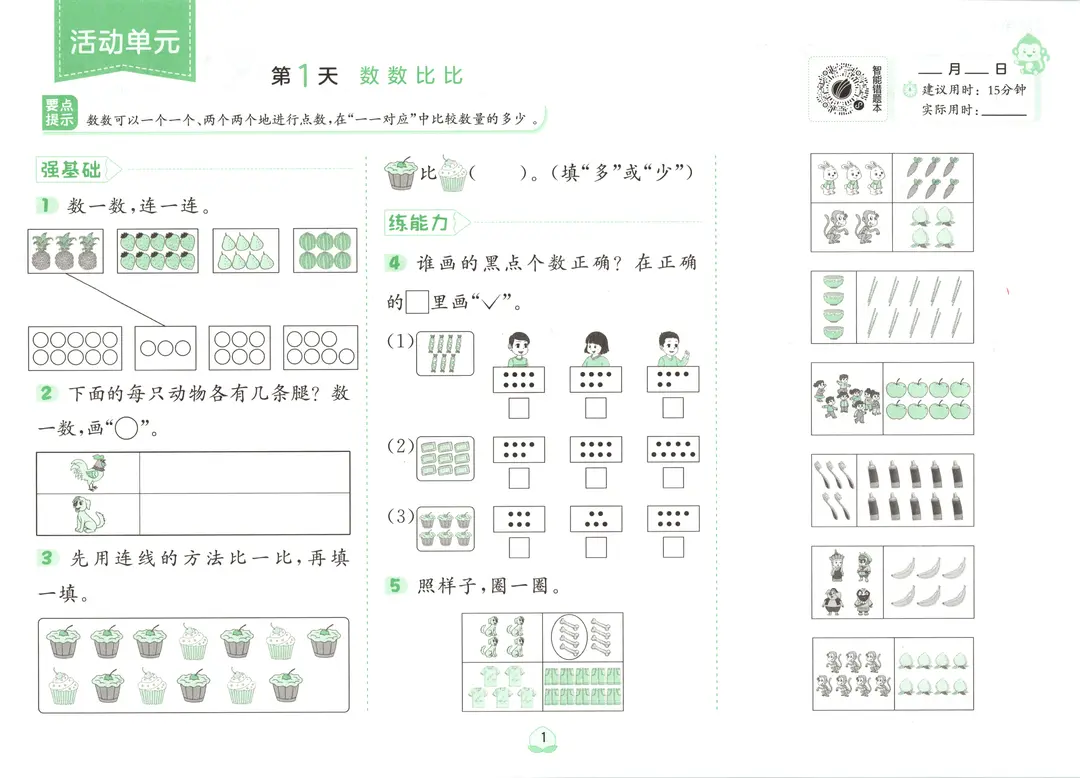 活动单元
第1天 数数比比
智能错题本
___月___日
建议用时：15分钟
实际用时：______
要点
提示
数数可以一个一个、两个两个地进行点数，在“一一对应”中比较数量的多少。
强基础
1 数一数，连一连。
2 下面的每只动物各有几条腿？数
一数，画“○”。
3 先用连线的方法比一比，再填
一填。
比 （ ）。（填“多”或“少”）
练能力
4 谁画的黑点个数正确？在正确
的□里画“✓”。
（1）
（2）
（3）
5 照样子，圈一圈。
1